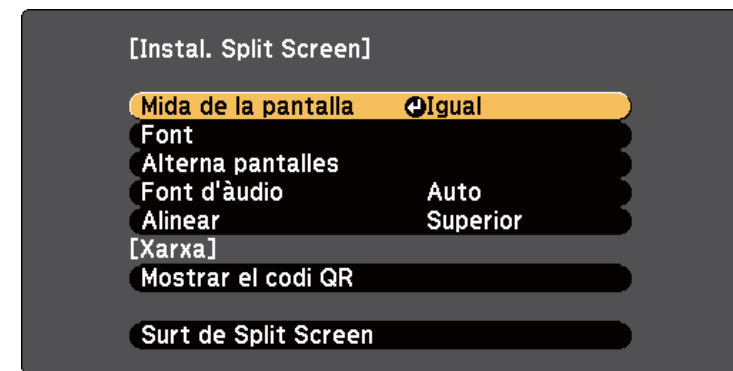 [Instal. Split Screen]
Mida de la pantalla Igual
Font
Alterna pantalles
Font d'àudio Auto
Alinear Superior
[Xarxa]
Mostrar el codi QR
Surt de Split Screen